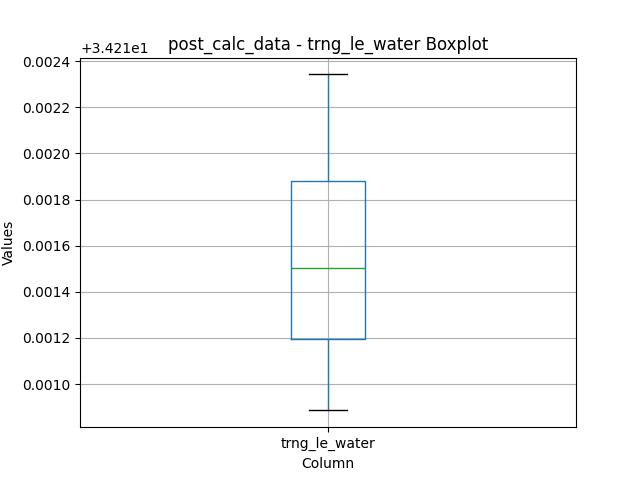 +3.421e1
post_calc_data - trng_le_water Boxplot
0.0024
0.0022
0.0020
0.0018
0.0016
0.0014
0.0012
0.0010
Values
trng_le_water
Column